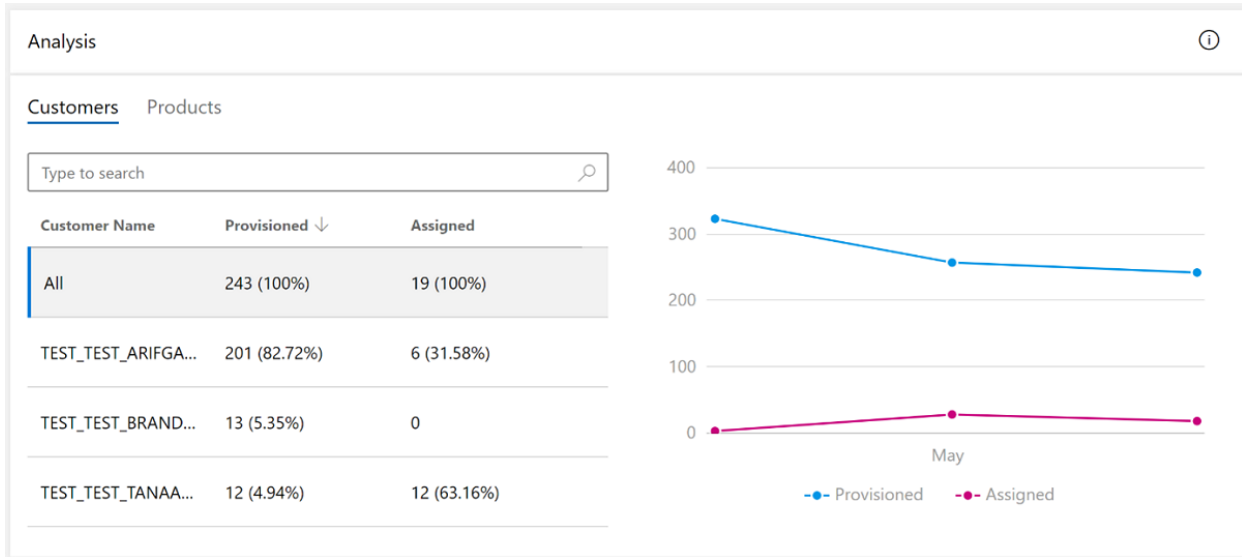 Analysis
Customers Products
Type to search
Customer Name Provisioned ↓ Assigned
All 243 (100%) 19 (100%)
TEST_TEST_ARIFGA... 201 (82.72%) 6 (31.58%)
TEST_TEST_BRAND... 13 (5.35%) 0
TEST_TEST_TANAA... 12 (4.94%) 12 (63.16%)
400
300
200
100
0
May
Provisioned Assigned